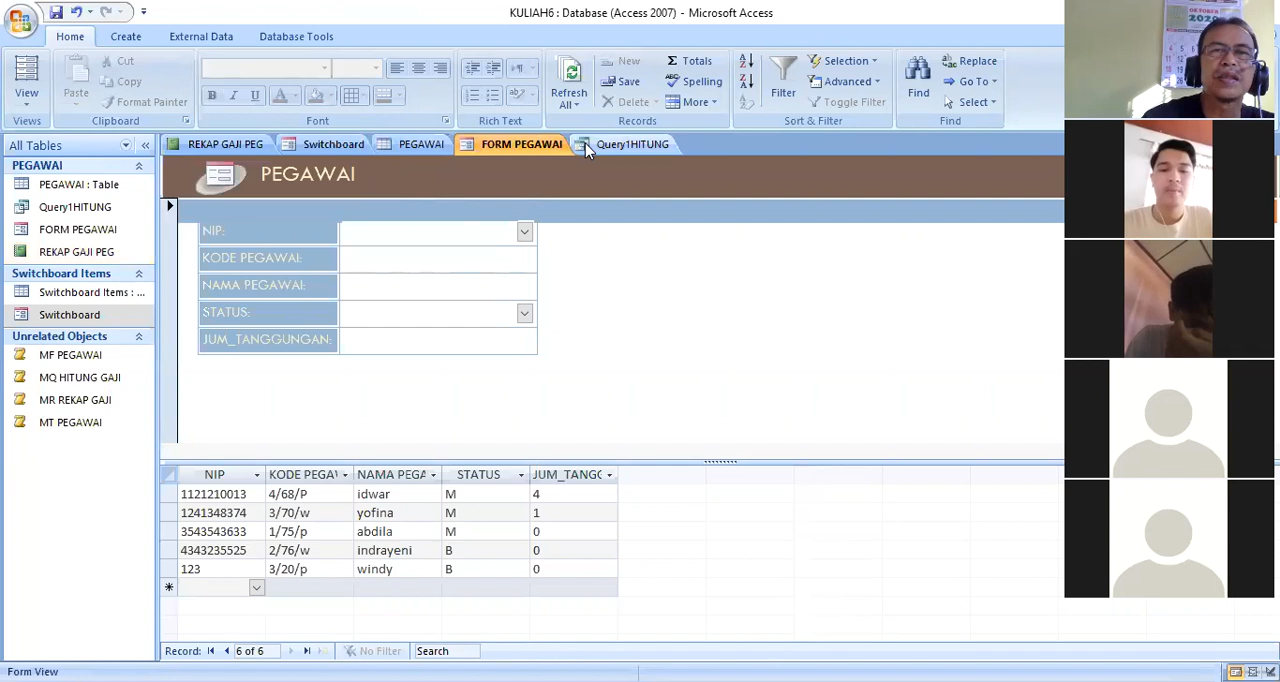 KULIAH6 : Database (Access 2007) - Microsoft Access
Home Create External Data Database Tools
View
Views
Paste
Cut
Copy
Format Painter
Clipboard
B I U A
Font
Rich Text
Refresh
All
New Totals
Save Spelling
Delete More
Records
Filter
Selection
Advanced
Toggle Filter
Sort & Filter
Find
Replace
Go To
Select
Find
OKTOBER
2020
All Tables
PEGAWAI
PEGAWAI : Table
Query1HITUNG
FORM PEGAWAI
REKAP GAJI PEG
Switchboard Items
Switchboard Items : ...
Switchboard
Unrelated Objects
MF PEGAWAI
MQ HITUNG GAJI
MR REKAP GAJI
MT PEGAWAI
REKAP GAJI PEG Switchboard PEGAWAI FORM PEGAWAI Query1HITUNG
PEGAWAI
NIP:
KODE PEGAWAI:
NAMA PEGAWAI:
STATUS:
JUM_TANGGUNGAN:
NIP KODE PEGAW NAMA PEGA STATUS JUM_TANGG
1121210013 4/68/P idwar M 4
1241348374 3/70/w yofina M 1
3543543633 1/75/p abdila M 0
4343235525 2/76/w indrayeni B 0
123 3/20/p windy B 0
Record: 6 of 6 No Filter Search
Form View